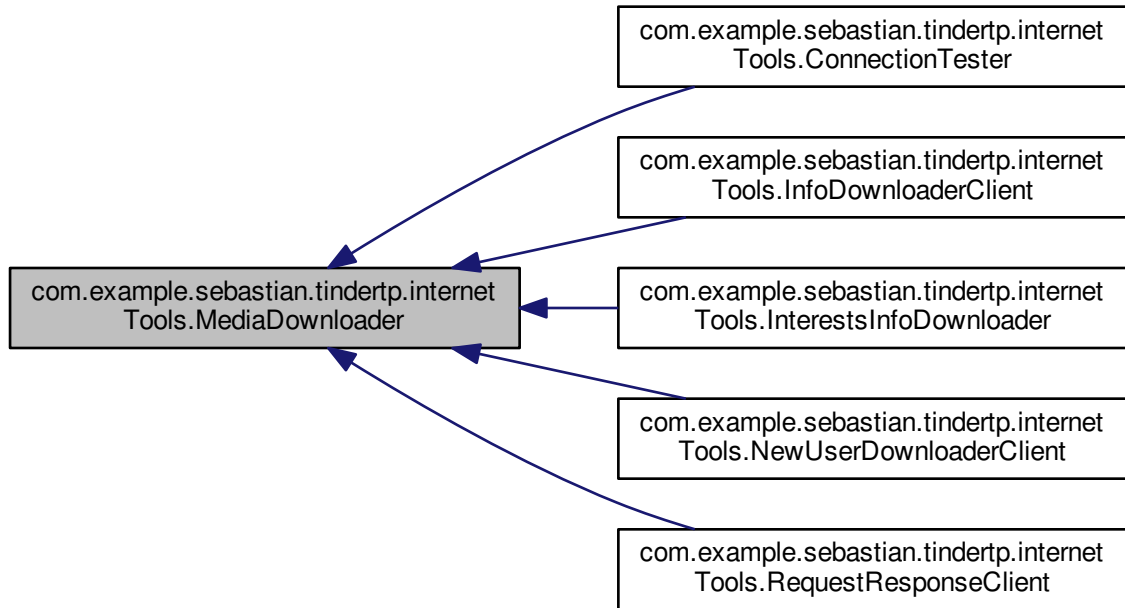 com.example.sebastian.tindertp.internet
Tools.ConnectionTester
com.example.sebastian.tindertp.internet
Tools.InfoDownloaderClient
com.example.sebastian.tindertp.internet
Tools.MediaDownloader
com.example.sebastian.tindertp.internet
Tools.InterestsInfoDownloader
com.example.sebastian.tindertp.internet
Tools.NewUserDownloaderClient
com.example.sebastian.tindertp.internet
Tools.RequestResponseClient